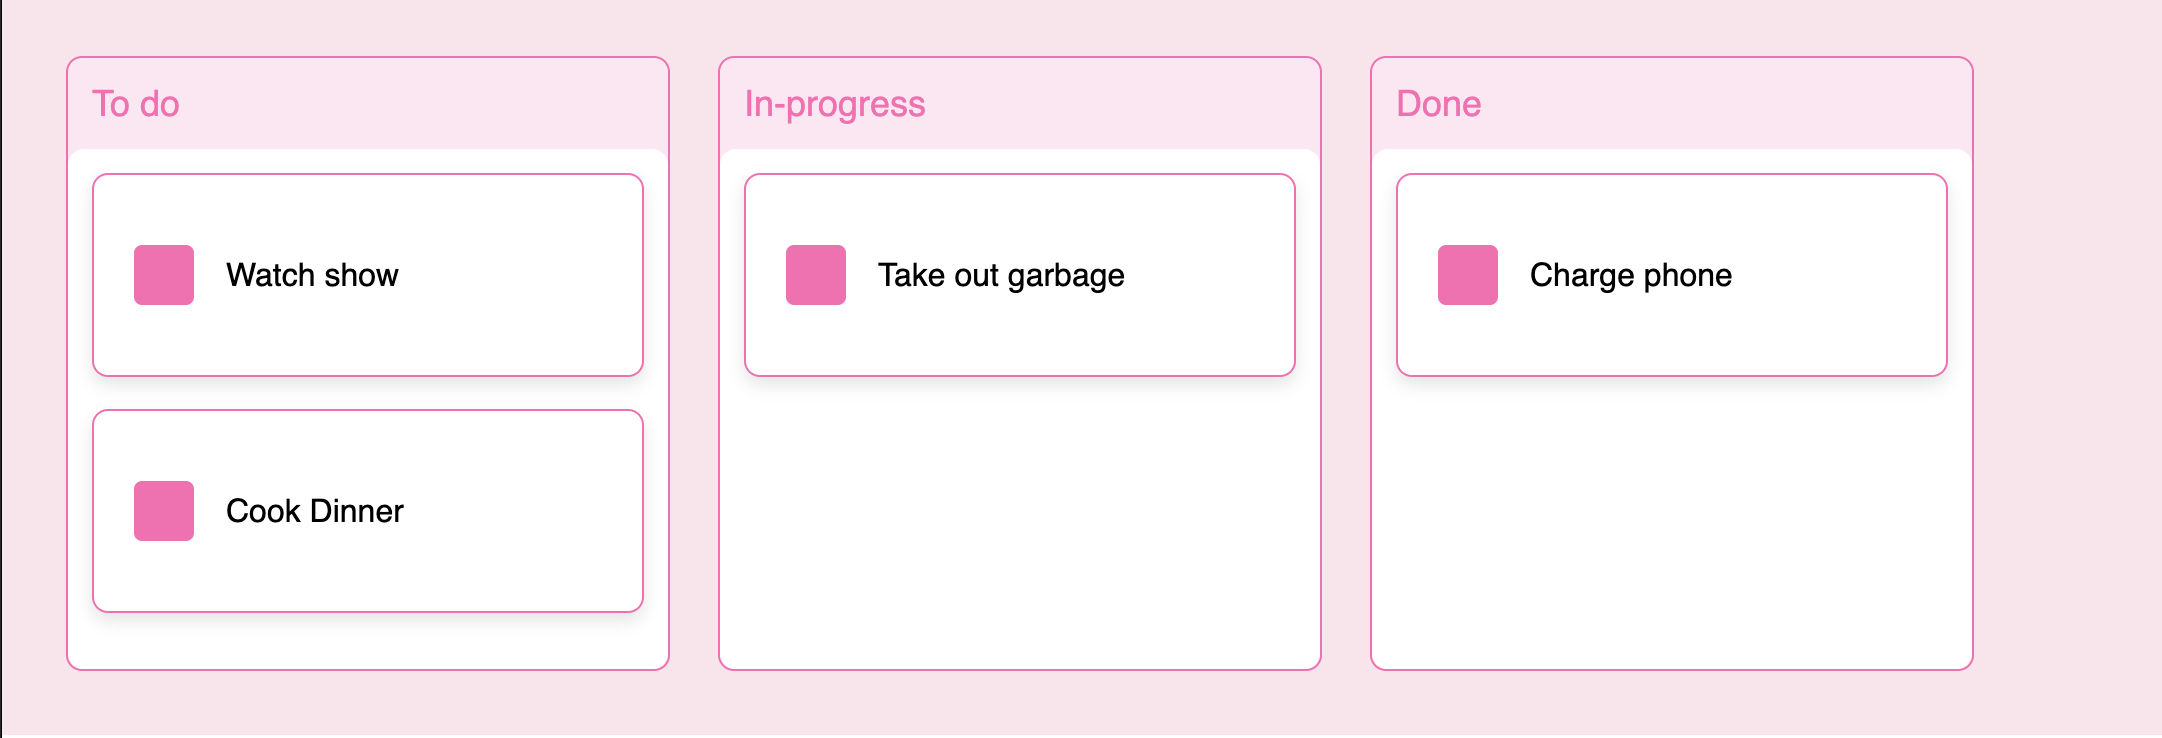 To do
Watch show
Cook Dinner
In-progress
Take out garbage
Done
Charge phone